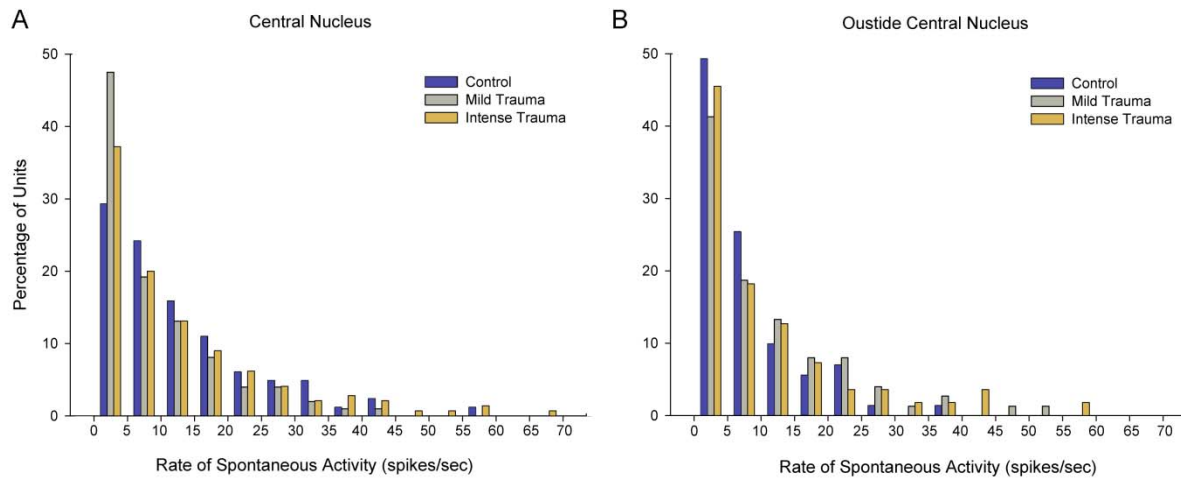 A
Central Nucleus
50
40
30
20
10
0
Percentage of Units
Control
Mild Trauma
Intense Trauma
0 5 10 15 20 25 30 35 40 45 50 55 60 65 70
Rate of Spontaneous Activity (spikes/sec)
B
Oustide Central Nucleus
50
40
30
20
10
0
Control
Mild Trauma
Intense Trauma
0 5 10 15 20 25 30 35 40 45 50 55 60 65 70
Rate of Spontaneous Activity (spikes/sec)